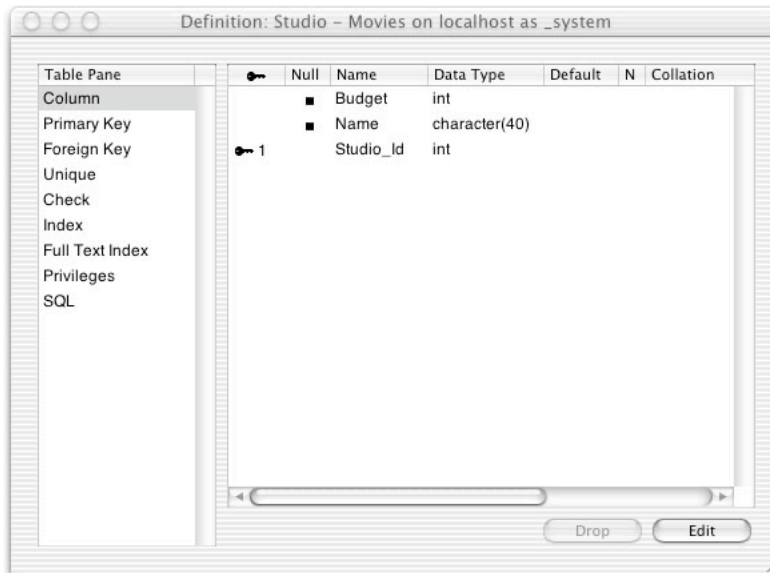 Definition: Studio – Movies on localhost as _system
Table Pane
Column
Primary Key
Foreign Key
Unique
Check
Index
Full Text Index
Privileges
SQL
Null Name Data Type Default N Collation
Budget int
Name character(40)
1 Studio_Id int
Drop Edit